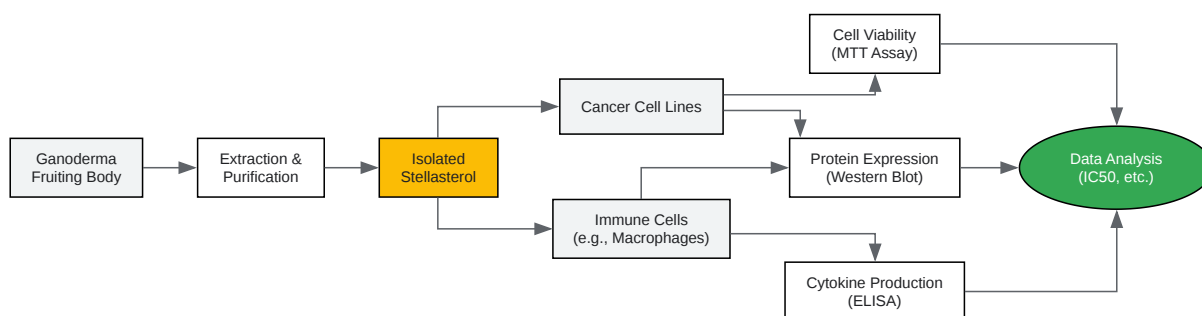 Ganoderma
Fruiting Body
Extraction &
Purification
Isolated
Stellasterol
Cancer Cell Lines
Immune Cells
(e.g., Macrophages)
Cell Viability
(MTT Assay)
Protein Expression
(Western Blot)
Cytokine Production
(ELISA)
Data Analysis
(IC50, etc.)